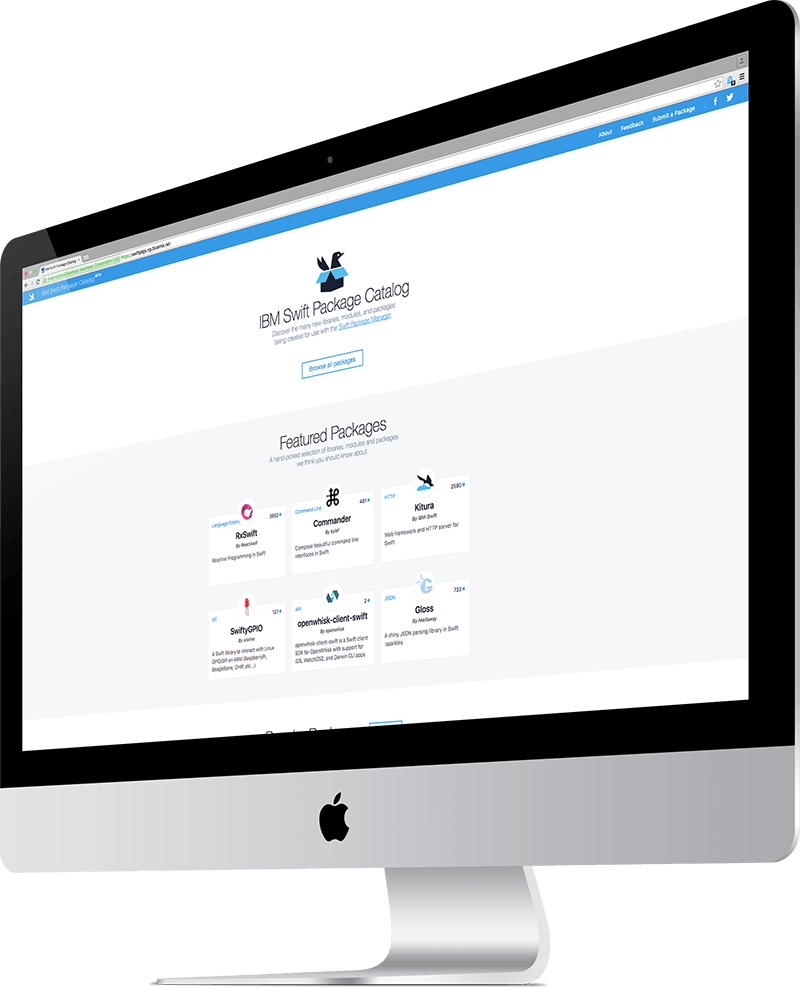 IBM Swift Package Catalog
https://swiftpkgs.ng.bluemix.net
IBM Swift Package Catalog BETA
About Feedback Submit a Package
IBM Swift Package Catalog
Discover the many new libraries, modules, and packages
being created for use with the Swift Package Manager.
Browse all packages
Featured Packages
A hand-picked selection of libraries, modules and packages
we think you should know about.
Language Extens
3852
RxSwift
By ReactiveX
Reactive Programming in Swift
Command Line
481
Commander
By kylef
Compose beautiful command line
interfaces in Swift
HTTP
2590
Kitura
By IBM-Swift
Web framework and HTTP server for
Swift
IoT
127
SwiftyGPIO
By uraimo
A Swift library to interact with Linux
GPIO/SPI on ARM (RaspberryPi,
BeagleBone, CHIP, etc...)
API
2
openwhisk-client-swift
By openwhisk
openwhisk-client-swift is a Swift client
SDK for OpenWhisk with support for
iOS, WatchOS2, and Darwin CLI apps
JSON
733
Gloss
By hkellaway
A shiny JSON parsing library in Swift
:sparkles: